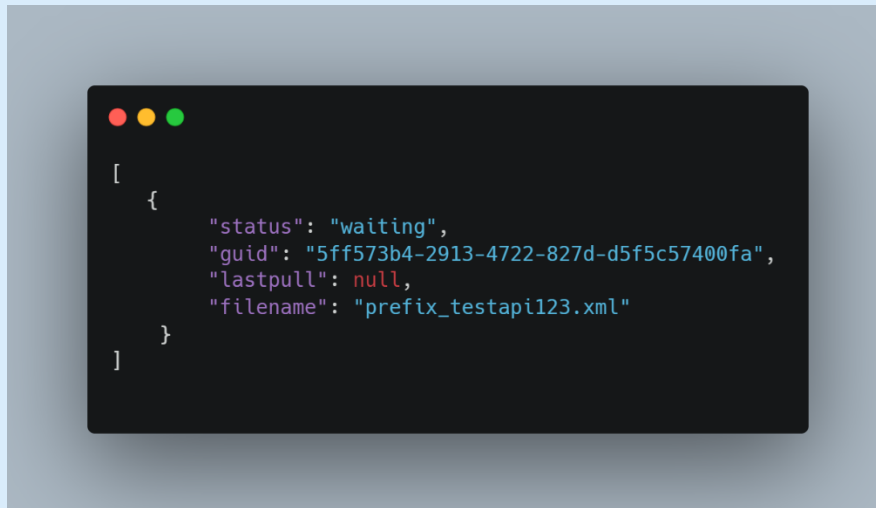 [
{
"status": "waiting",
"guid": "5ff573b4-2913-4722-827d-d5f5c57400fa",
"lastpull": null,
"filename": "prefix_testapi123.xml"
}
]